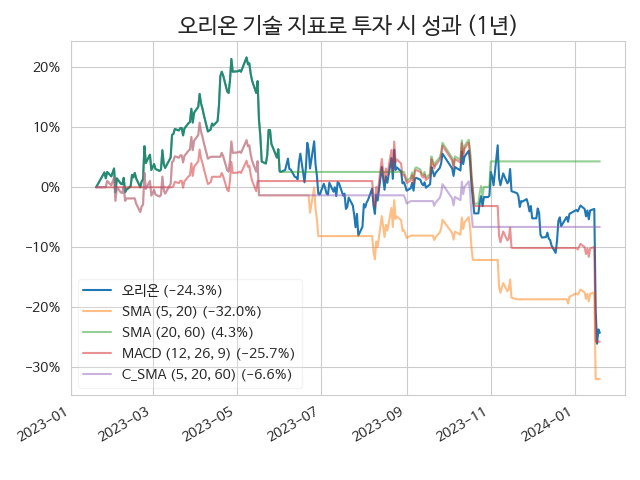 오리온 기술 지표로 투자 시 성과 (1년)
20%
10%
0%
−10%
−20%
−30%
오리온 (−24.3%)
SMA (5, 20) (−32.0%)
SMA (20, 60) (4.3%)
MACD (12, 26, 9) (−25.7%)
C_SMA (5, 20, 60) (−6.6%)
2023−01
2023−03
2023−05
2023−07
2023−09
2023−11
2024−01